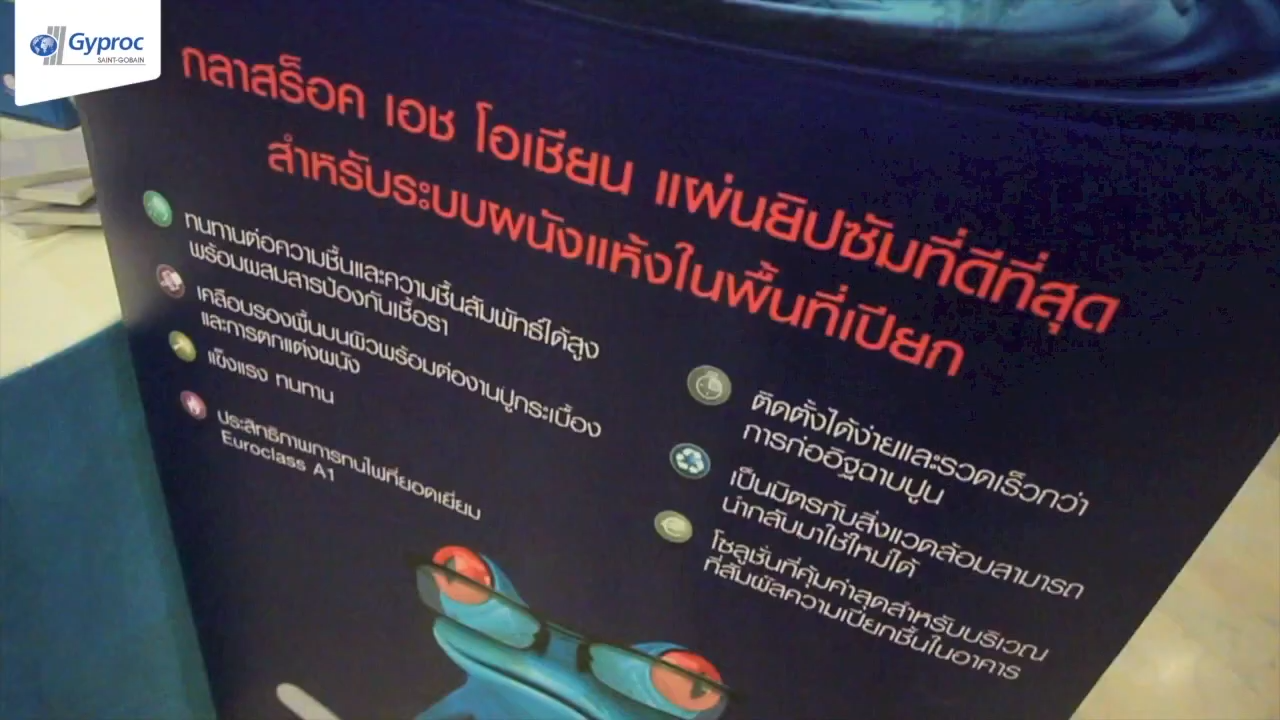 Gyproc
SAINT-GOBAIN
กลาสร็อค เอช โอเชียน แผ่นยิปซัมที่ดีที่สุด
สำหรับระบบผนังแห้งในพื้นที่เปียก
ทนทานต่อความชื้นและความชื้นสัมพัทธ์ได้สูง
พร้อมผสมสารป้องกันเชื้อรา
เคลือบรองพื้นบนผิวพร้อมต่องานปูกระเบื้อง
และการตกแต่งผนัง
แข็งแรง ทนทาน
ประสิทธิภาพการทนไฟที่ยอดเยี่ยม
Euroclass A1
ติดตั้งได้ง่ายและรวดเร็วกว่า
การก่ออิฐฉาบปูน
เป็นมิตรกับสิ่งแวดล้อมสามารถ
นำกลับมาใช้ใหม่ได้
โซลูชั่นที่คุ้มค่าสุดสำหรับบริเวณ
ที่สัมผัสความเปียกชื้นในอาคาร